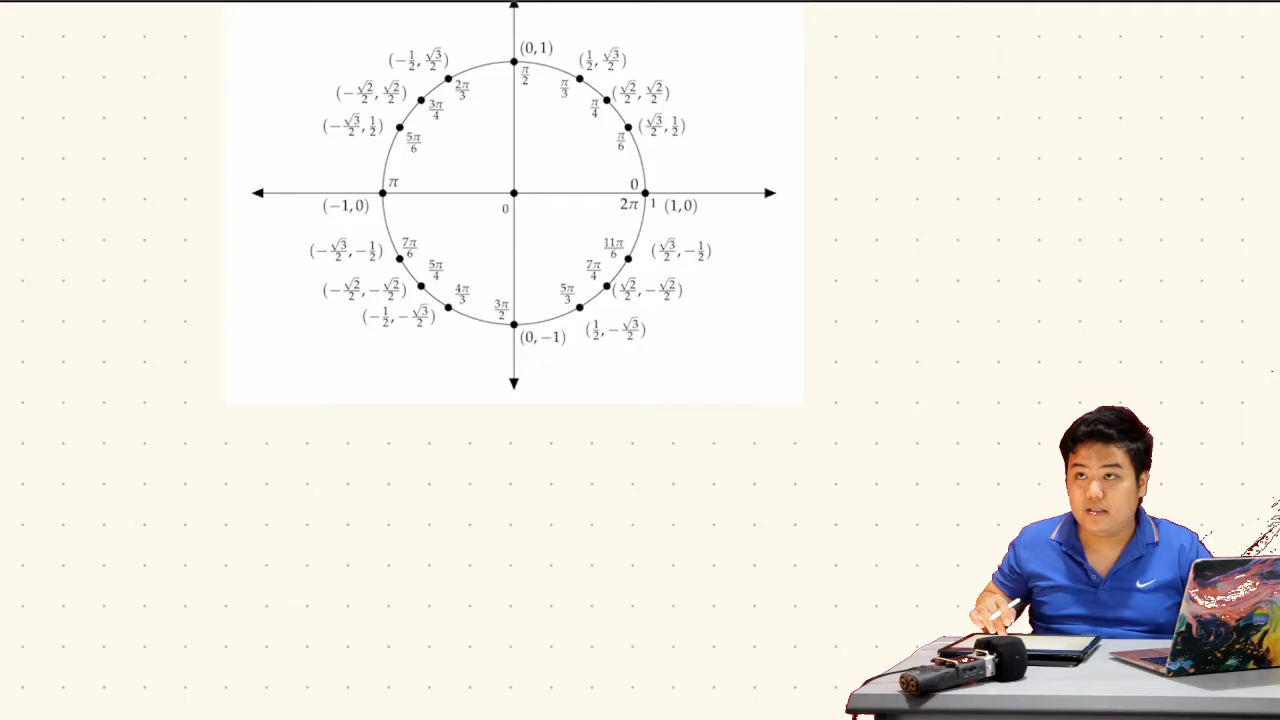 (0, 1)
(-1/2, √3/2)
(1/2, √3/2)
π/2
2π/3
π/3
(-√2/2, √2/2)
(√2/2, √2/2)
3π/4
π/4
(-√3/2, 1/2)
(√3/2, 1/2)
5π/6
π/6
π
0
(-1, 0)
0
2π
1
(1, 0)
(-√3/2, -1/2)
7π/6
11π/6
(√3/2, -1/2)
5π/4
7π/4
(-√2/2, -√2/2)
4π/3
5π/3
(√2/2, -√2/2)
(-1/2, -√3/2)
3π/2
(0, -1)
(1/2, -√3/2)